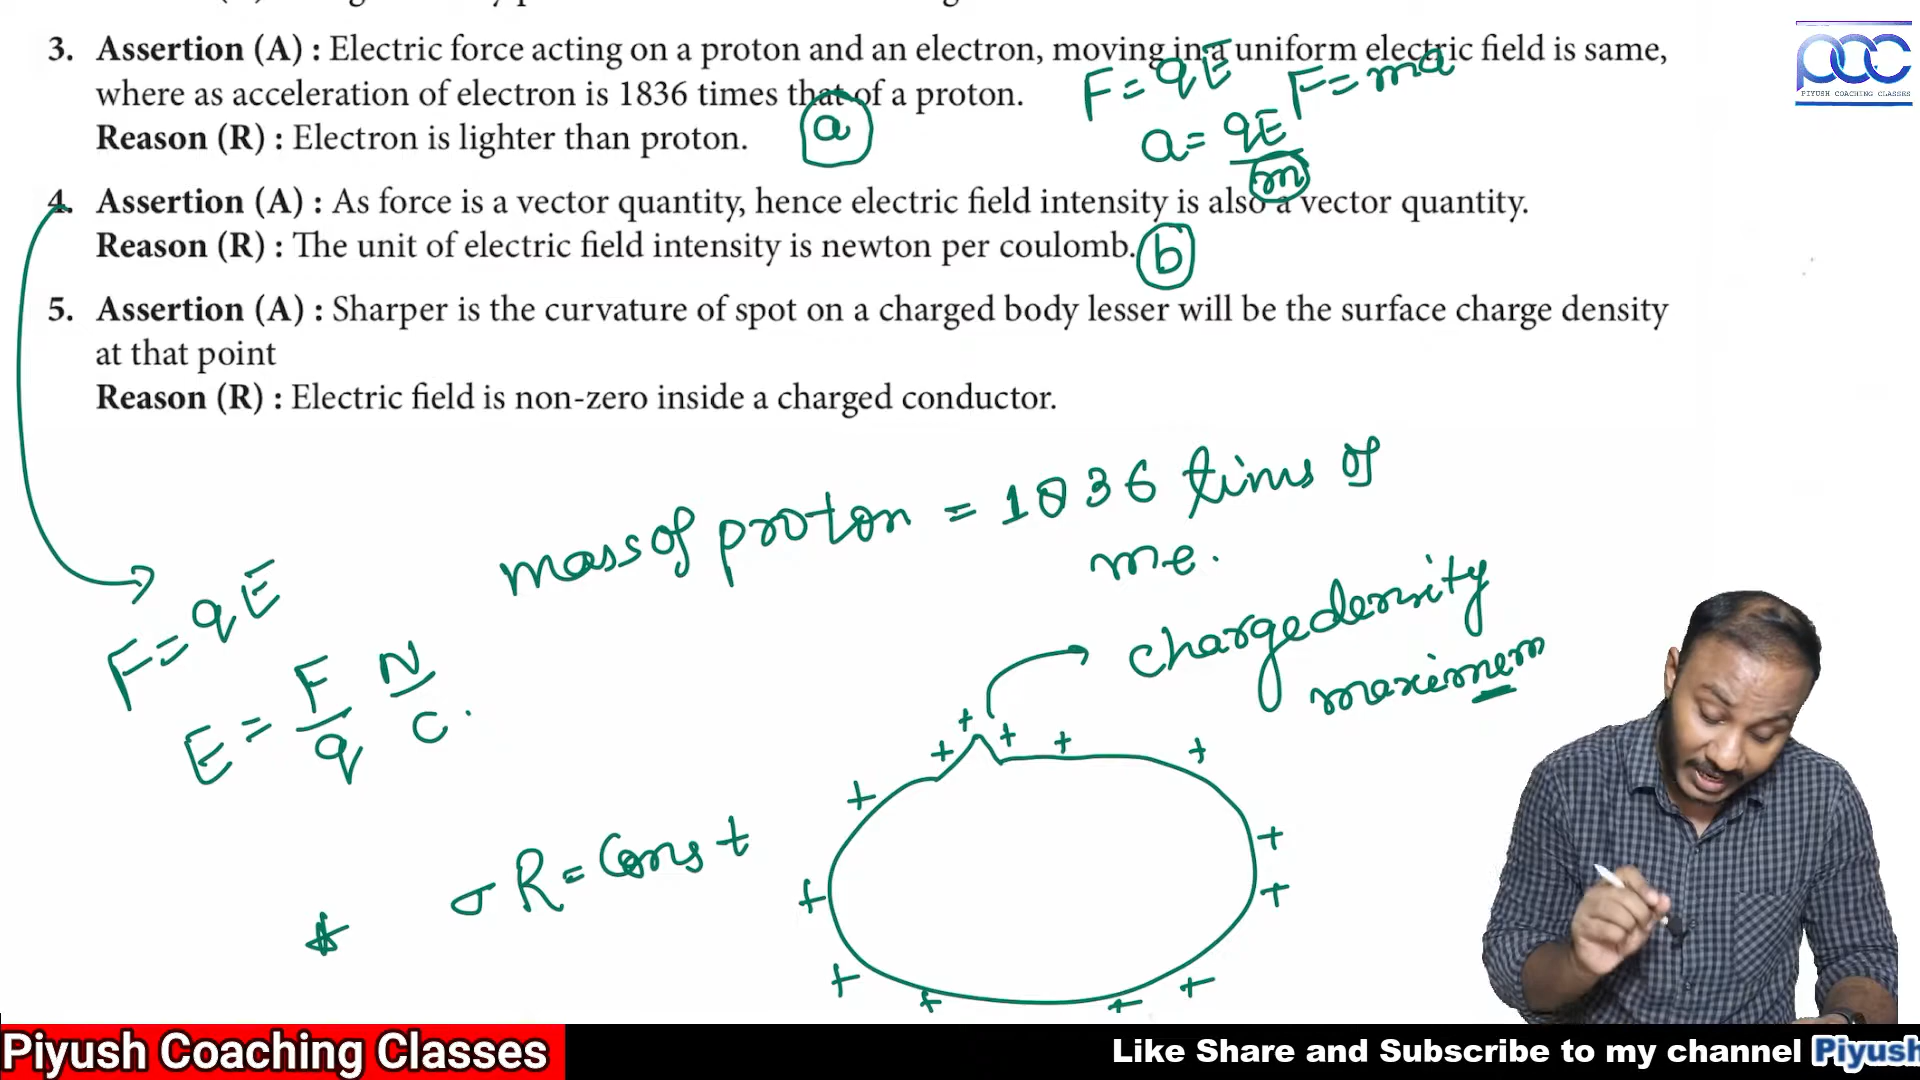 3. Assertion (A) : Electric force acting on a proton and an electron, moving in a uniform electric field is same,
where as acceleration of electron is 1836 times that of a proton.
Reason (R) : Electron is lighter than proton.
a
F = qE F = ma
a = qE
m
4. Assertion (A) : As force is a vector quantity, hence electric field intensity is also a vector quantity.
Reason (R) : The unit of electric field intensity is newton per coulomb.
b
5. Assertion (A) : Sharper is the curvature of spot on a charged body lesser will be the surface charge density
at that point
Reason (R) : Electric field is non-zero inside a charged conductor.
mass of proton = 1836 times of
me.
F = qE
E = F N
q C
charge density
maximum
σR = Const
PCC
PIYUSH COACHING CLASSES
Piyush Coaching Classes
Like Share and Subscribe to my channel Piyush